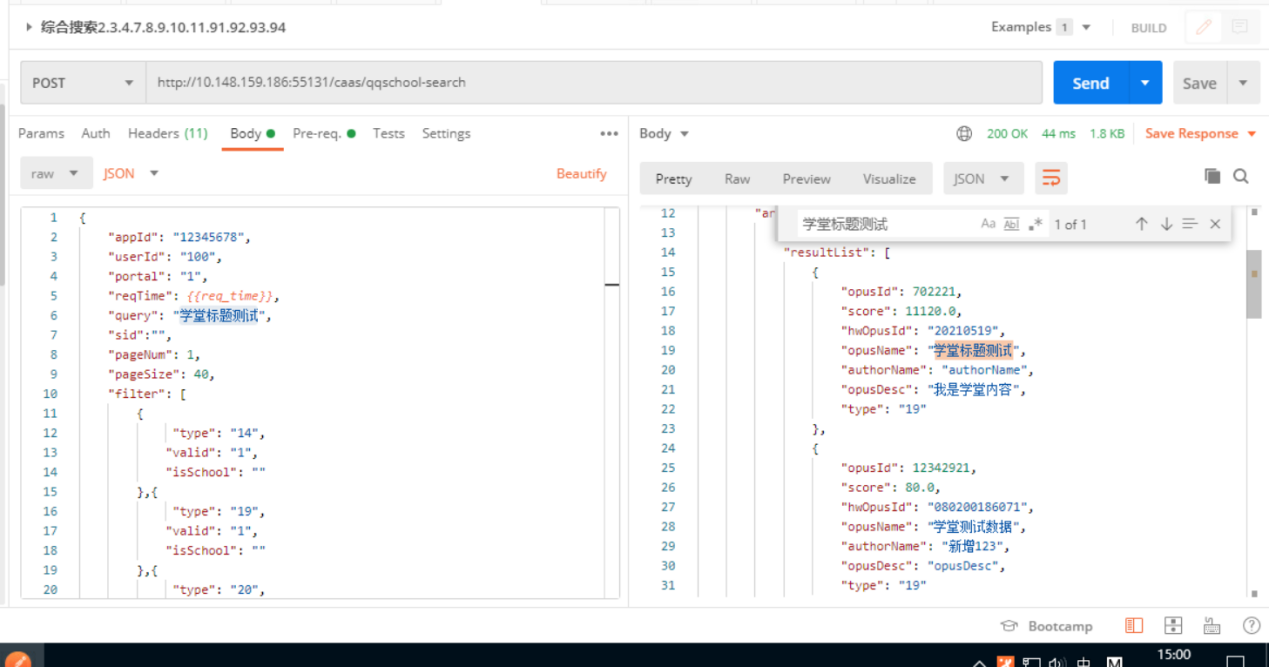 综合搜索2.3.4.7.8.9.10.11.91.92.93.94
Examples 1 BUILD
POST http://10.148.159.186:55131/caas/qqschool-search Send Save
Params Auth Headers (11) Body Pre-req. Tests Settings
raw JSON Beautify
1 {
2 "appId": "12345678",
3 "userId": "100",
4 "portal": "1",
5 "reqTime": {{req_time}},
6 "query": "学堂标题测试",
7 "sid":"",
8 "pageNum": 1,
9 "pageSize": 40,
10 "filter": [
11 {
12 "type": "14",
13 "valid": "1",
14 "isSchool": ""
15 },{
16 "type": "19",
17 "valid": "1",
18 "isSchool": ""
19 },{
20 "type": "20",
Body 200 OK 44 ms 1.8 KB Save Response
Pretty Raw Preview Visualize JSON
学堂标题测试 Aa Abl .* 1 of 1
12 "ar
13
14 "resultList": [
15 {
16 "opusId": 702221,
17 "score": 11120.0,
18 "hwOpusId": "20210519",
19 "opusName": "学堂标题测试",
20 "authorName": "authorName",
21 "opusDesc": "我是学堂内容",
22 "type": "19"
23 },
24 {
25 "opusId": 12342921,
26 "score": 80.0,
27 "hwOpusId": "080200186071",
28 "opusName": "学堂测试数据",
29 "authorName": "新增123",
30 "opusDesc": "opusDesc",
31 "type": "19"
Bootcamp
中 M 15:00